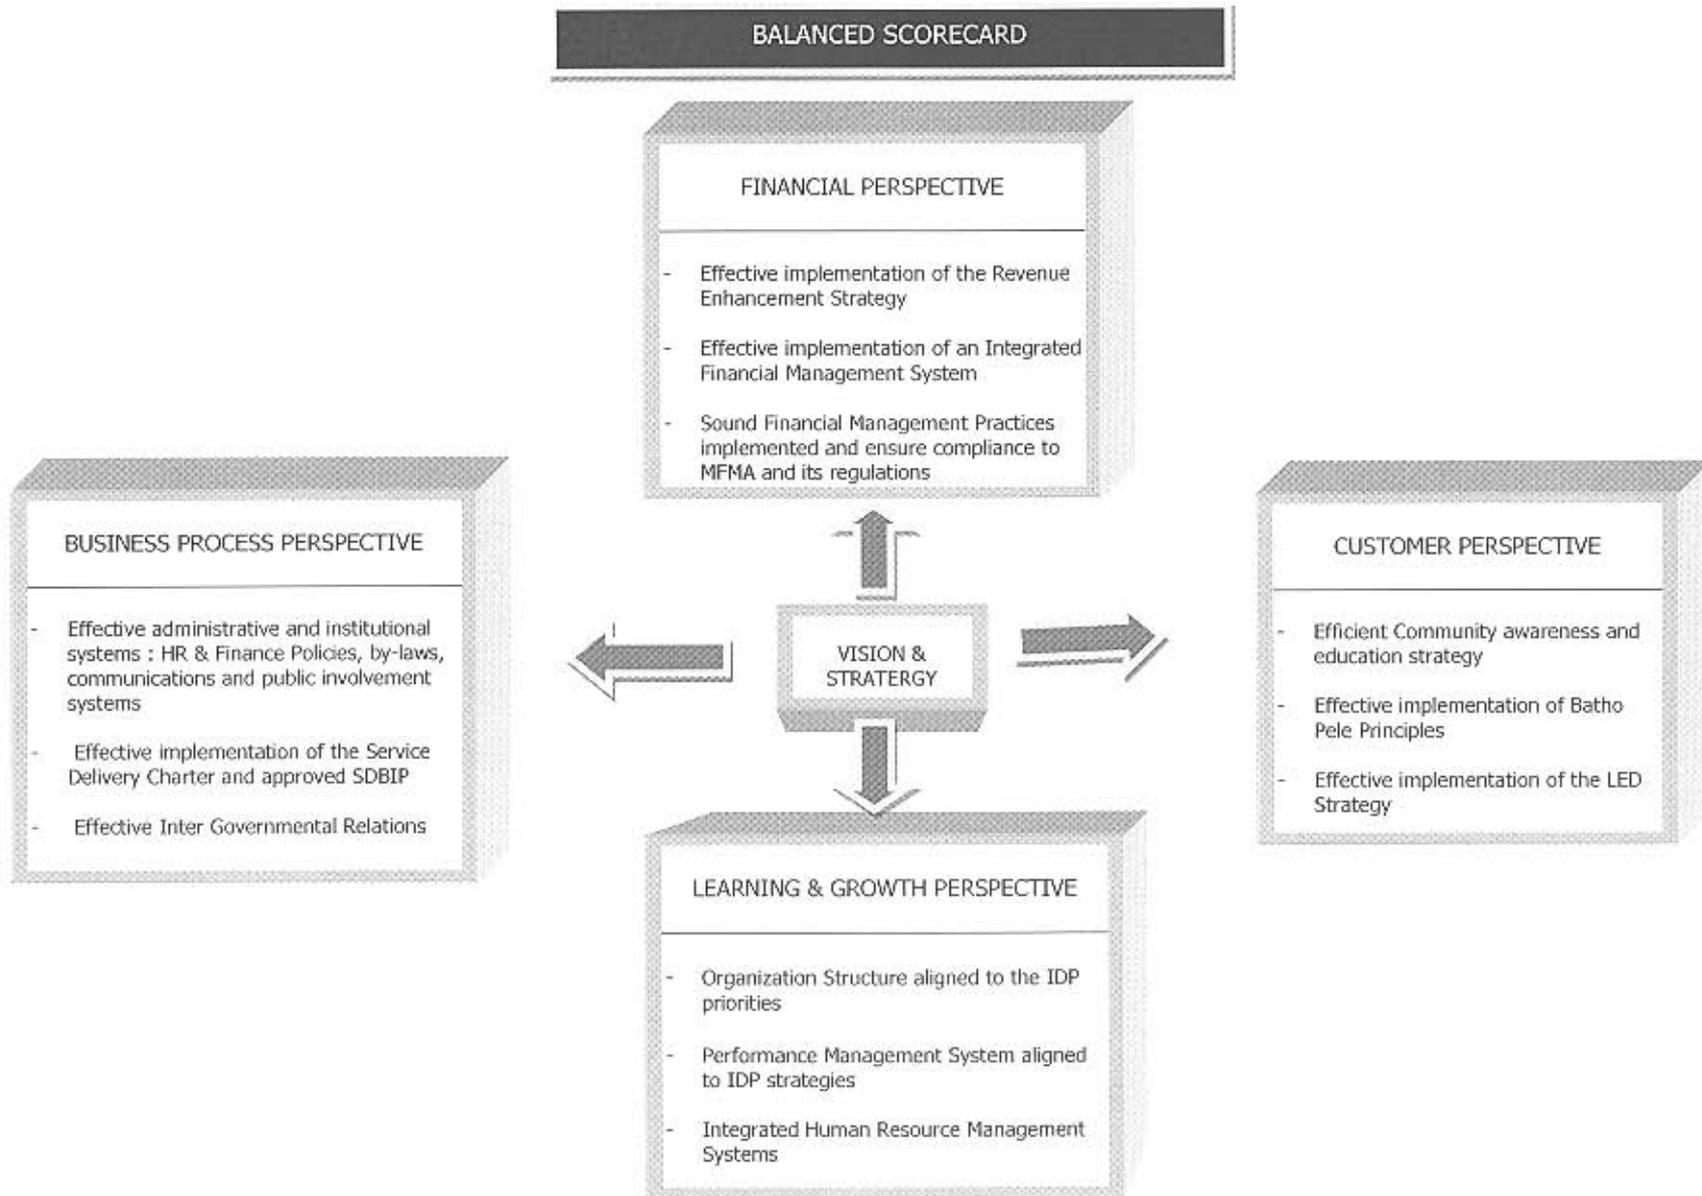 BALANCED SCORECARD
FINANCIAL PERSPECTIVE
- Effective implementation of the Revenue
Enhancement Strategy
- Effective implementation of an Integrated
Financial Management System
- Sound Financial Management Practices
implemented and ensure compliance to
MFMA and its regulations
BUSINESS PROCESS PERSPECTIVE
- Effective administrative and institutional
systems : HR & Finance Policies, by-laws,
communications and public involvement
systems
- Effective implementation of the Service
Delivery Charter and approved SDBIP
- Effective Inter Governmental Relations
VISION &
STRATERGY
CUSTOMER PERSPECTIVE
- Efficient Community awareness and
education strategy
- Effective implementation of Batho
Pele Principles
- Effective implementation of the LED
Strategy
LEARNING & GROWTH PERSPECTIVE
- Organization Structure aligned to the IDP
priorities
- Performance Management System aligned
to IDP strategies
- Integrated Human Resource Management
Systems